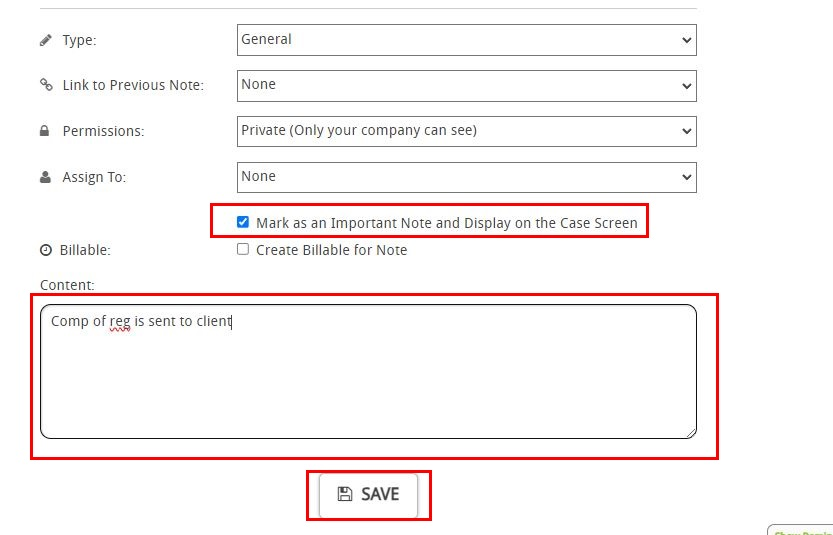 Type: General
Link to Previous Note: None
Permissions: Private (Only your company can see)
Assign To: None
Mark as an Important Note and Display on the Case Screen
Billable: Create Billable for Note
Content:
Comp of reg is sent to client
SAVE